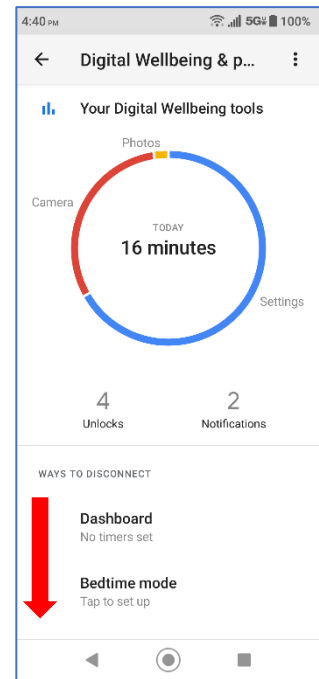 4:40 PM 5G 100%
Digital Wellbeing & p...
Your Digital Wellbeing tools
Photos
Camera
TODAY
16 minutes
Settings
4 2
Unlocks Notifications
WAYS TO DISCONNECT
Dashboard
No timers set
Bedtime mode
Tap to set up